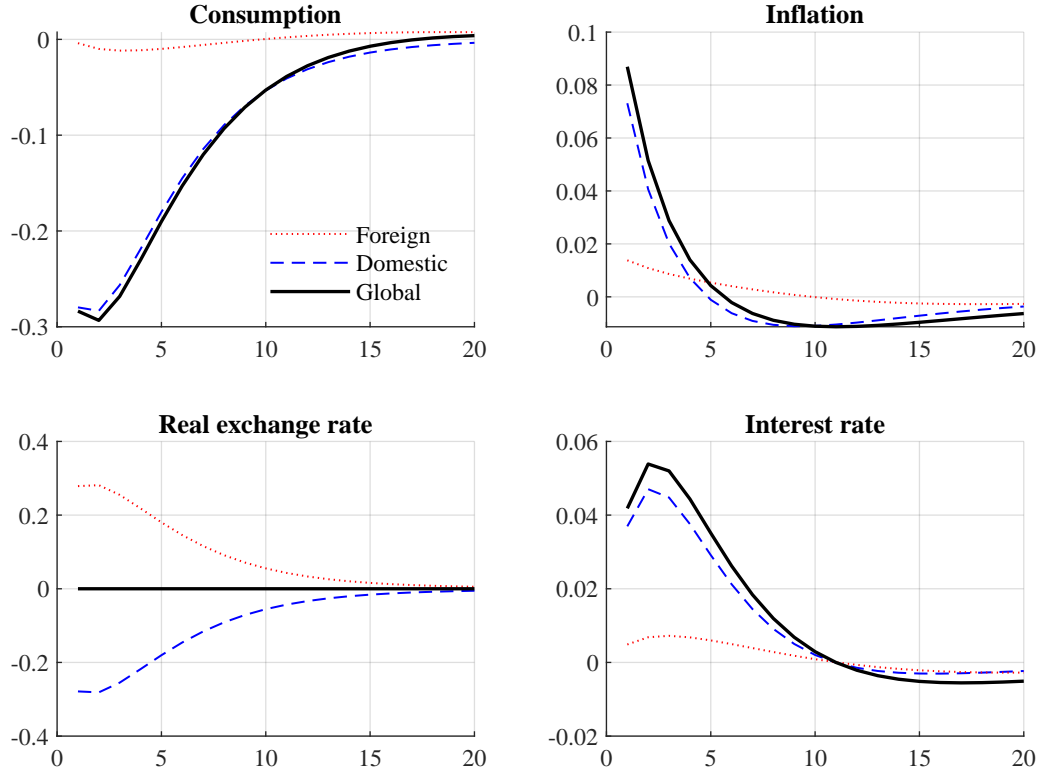 Consumption
0
-0.1
-0.2
-0.3
0 5 10 15 20
Foreign
Domestic
Global
Inflation
0.1
0.08
0.06
0.04
0.02
0
0 5 10 15 20
Real exchange rate
0.4
0.2
0
-0.2
-0.4
0 5 10 15 20
Interest rate
0.06
0.04
0.02
0
-0.02
0 5 10 15 20